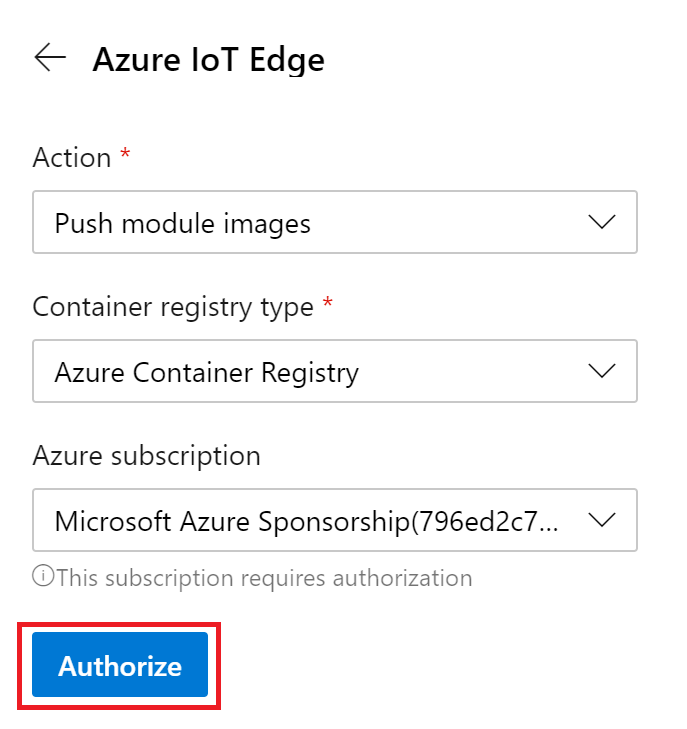 Azure IoT Edge
Action *
Push module images
Container registry type *
Azure Container Registry
Azure subscription
Microsoft Azure Sponsorship(796ed2c7...
This subscription requires authorization
Authorize